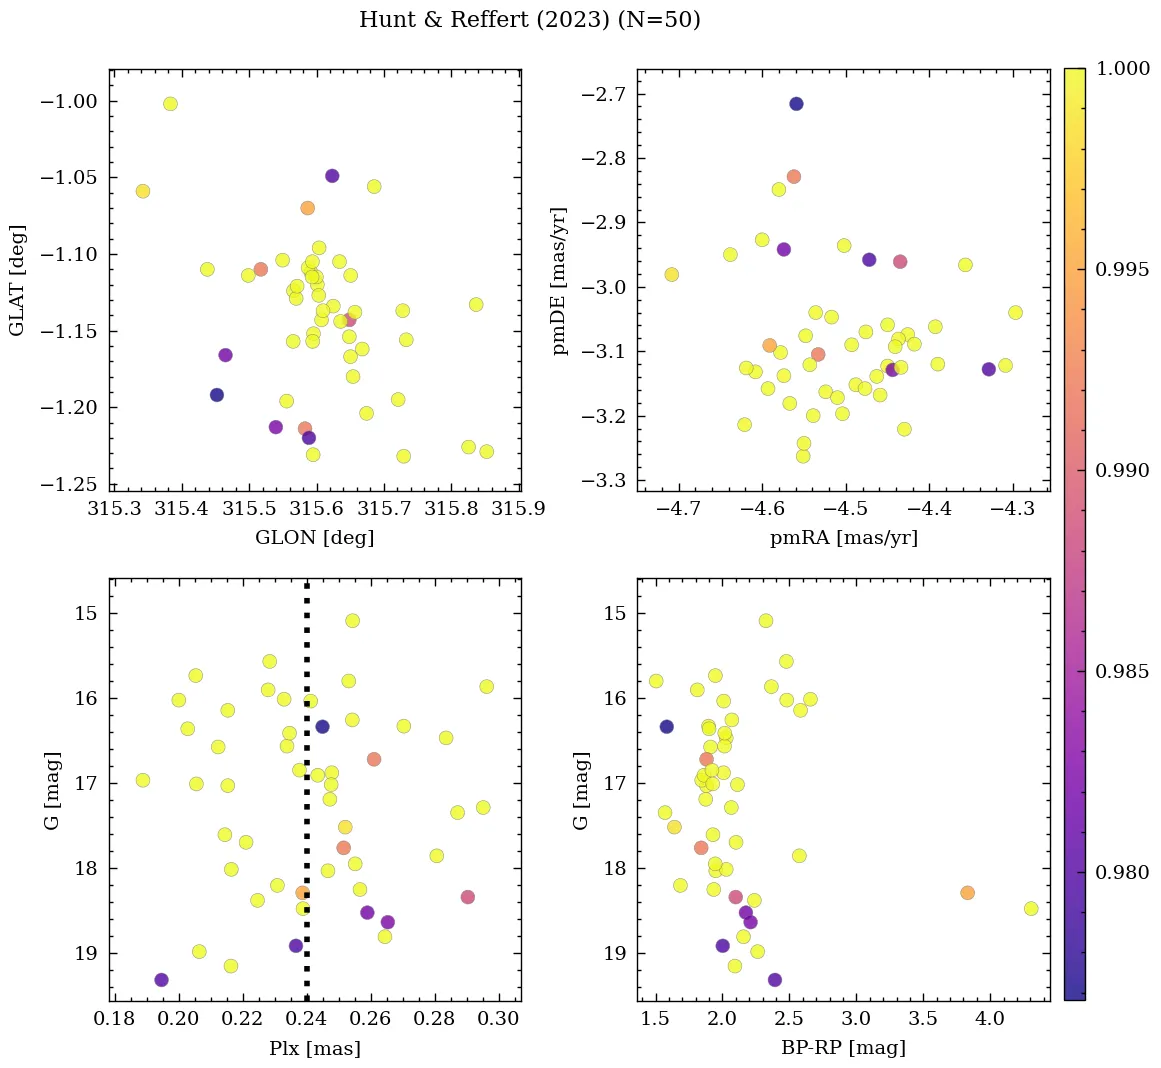 Hunt & Reffert (2023) (N=50)
−1.00
−1.05
−1.10
−1.15
−1.20
−1.25
GLAT [deg]
315.3 315.4 315.5 315.6 315.7 315.8 315.9
GLON [deg]
−2.7
−2.8
−2.9
−3.0
−3.1
−3.2
−3.3
pmDE [mas/yr]
−4.7 −4.6 −4.5 −4.4 −4.3
pmRA [mas/yr]
15
16
17
18
19
G [mag]
0.18 0.20 0.22 0.24 0.26 0.28 0.30
Plx [mas]
15
16
17
18
19
G [mag]
1.5 2.0 2.5 3.0 3.5 4.0
BP-RP [mag]
1.000
0.995
0.990
0.985
0.980